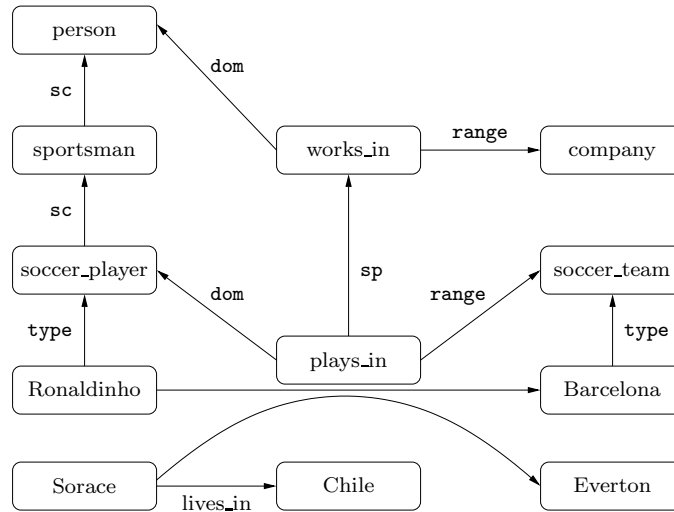 person
dom
sc
sportsman
works_in
range
company
sc
soccer_player
soccer_team
dom
sp
range
type
type
plays_in
Ronaldinho
Barcelona
Sorace
Chile
Everton
lives_in